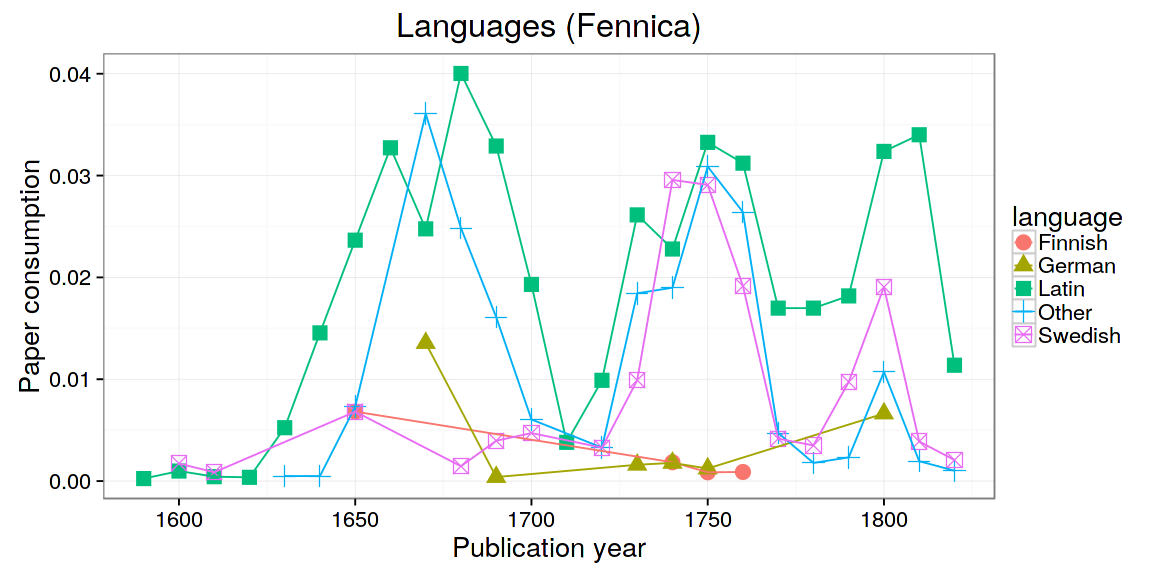 Languages (Fennica)
Paper consumption
0.04
0.03
0.02
0.01
0.00
1600
1650
1700
1750
1800
Publication year
language
Finnish
German
Latin
Other
Swedish